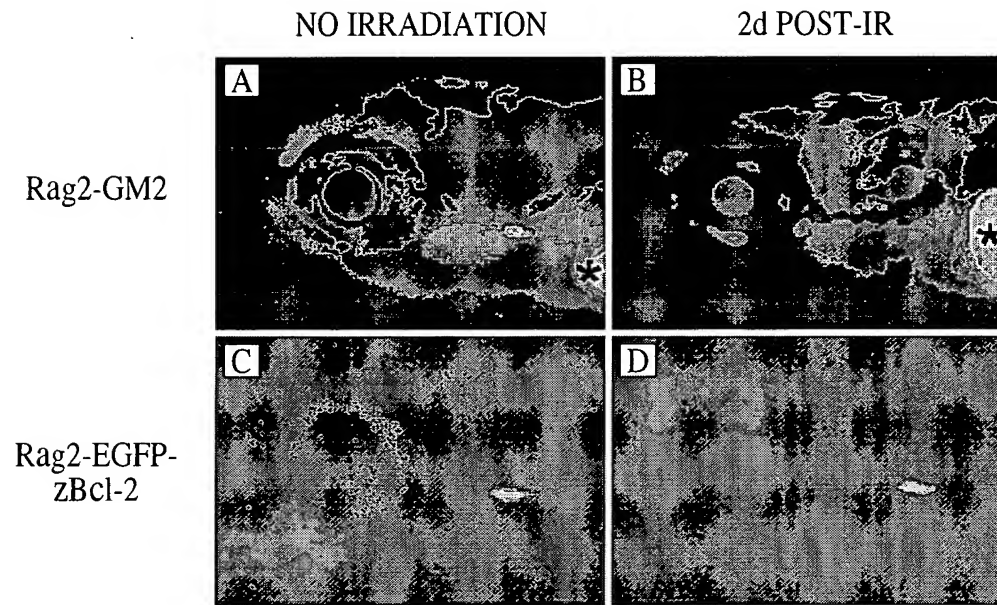 NO IRRADIATION
2d POST-IR
A
B
Rag2-GM2
*
*
C
D
Rag2-EGFP-
zBcl-2